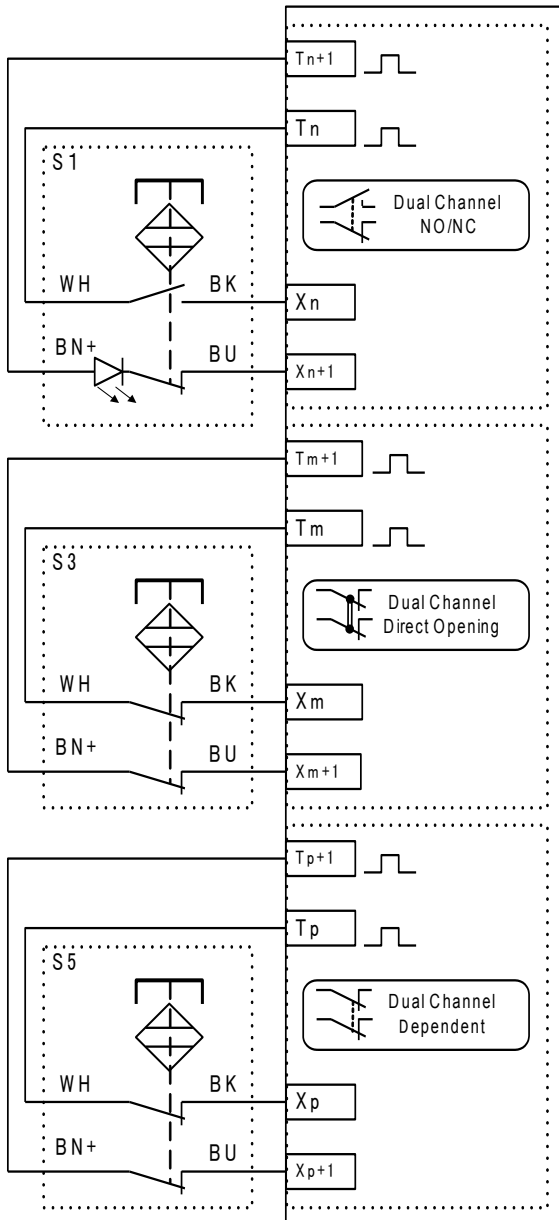 Tn+1
Tn
S1
Dual Channel
NO/NC
WH BK
Xn
BN+ BU
Xn+1
Tm+1
Tm
S3
Dual Channel
Direct Opening
WH BK
Xm
BN+ BU
Xm+1
Tp+1
Tp
S5
Dual Channel
Dependent
WH BK
Xp
BN+ BU
Xp+1